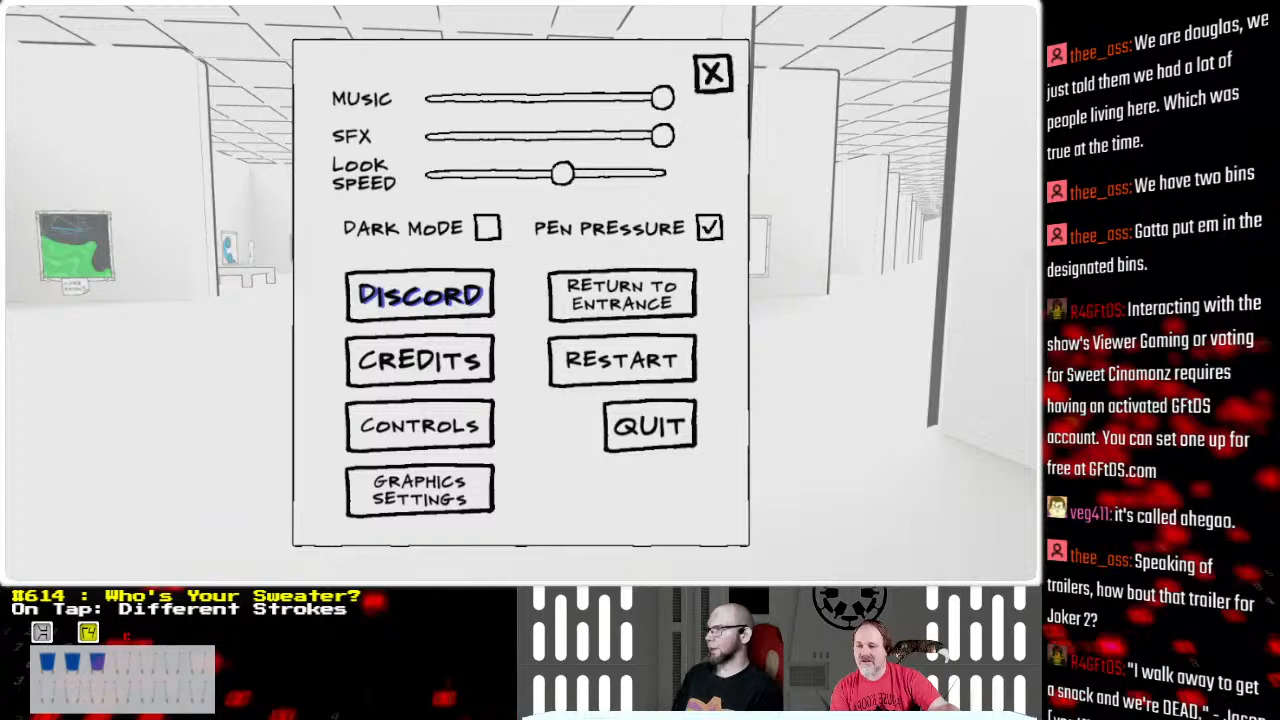 X
MUSIC
SFX
LOOK
SPEED
DARK MODE
PEN PRESSURE
DISCORD
RETURN TO
ENTRANCE
CREDITS
RESTART
CONTROLS
QUIT
GRAPHICS
SETTINGS
#614 : Who's Your Sweater?
On Tap: Different Strokes
thee_ass: We are douglas, we
just told them we had a lot of
people living here. Which was
true at the time.
thee_ass: We have two bins
thee_ass: Gotta put em in the
designated bins.
R4GFtDS: Interacting with the
show's Viewer Gaming or voting
for Sweet Cinamonz requires
having an activated GFtDS
account. You can set one up for
free at GFtDS.com
veg411: it's called ahegao.
thee_ass: Speaking of
trailers, how bout that trailer for
Joker 2?
R4GFtDS: "I walk away to get
a snack and we're DEAD."